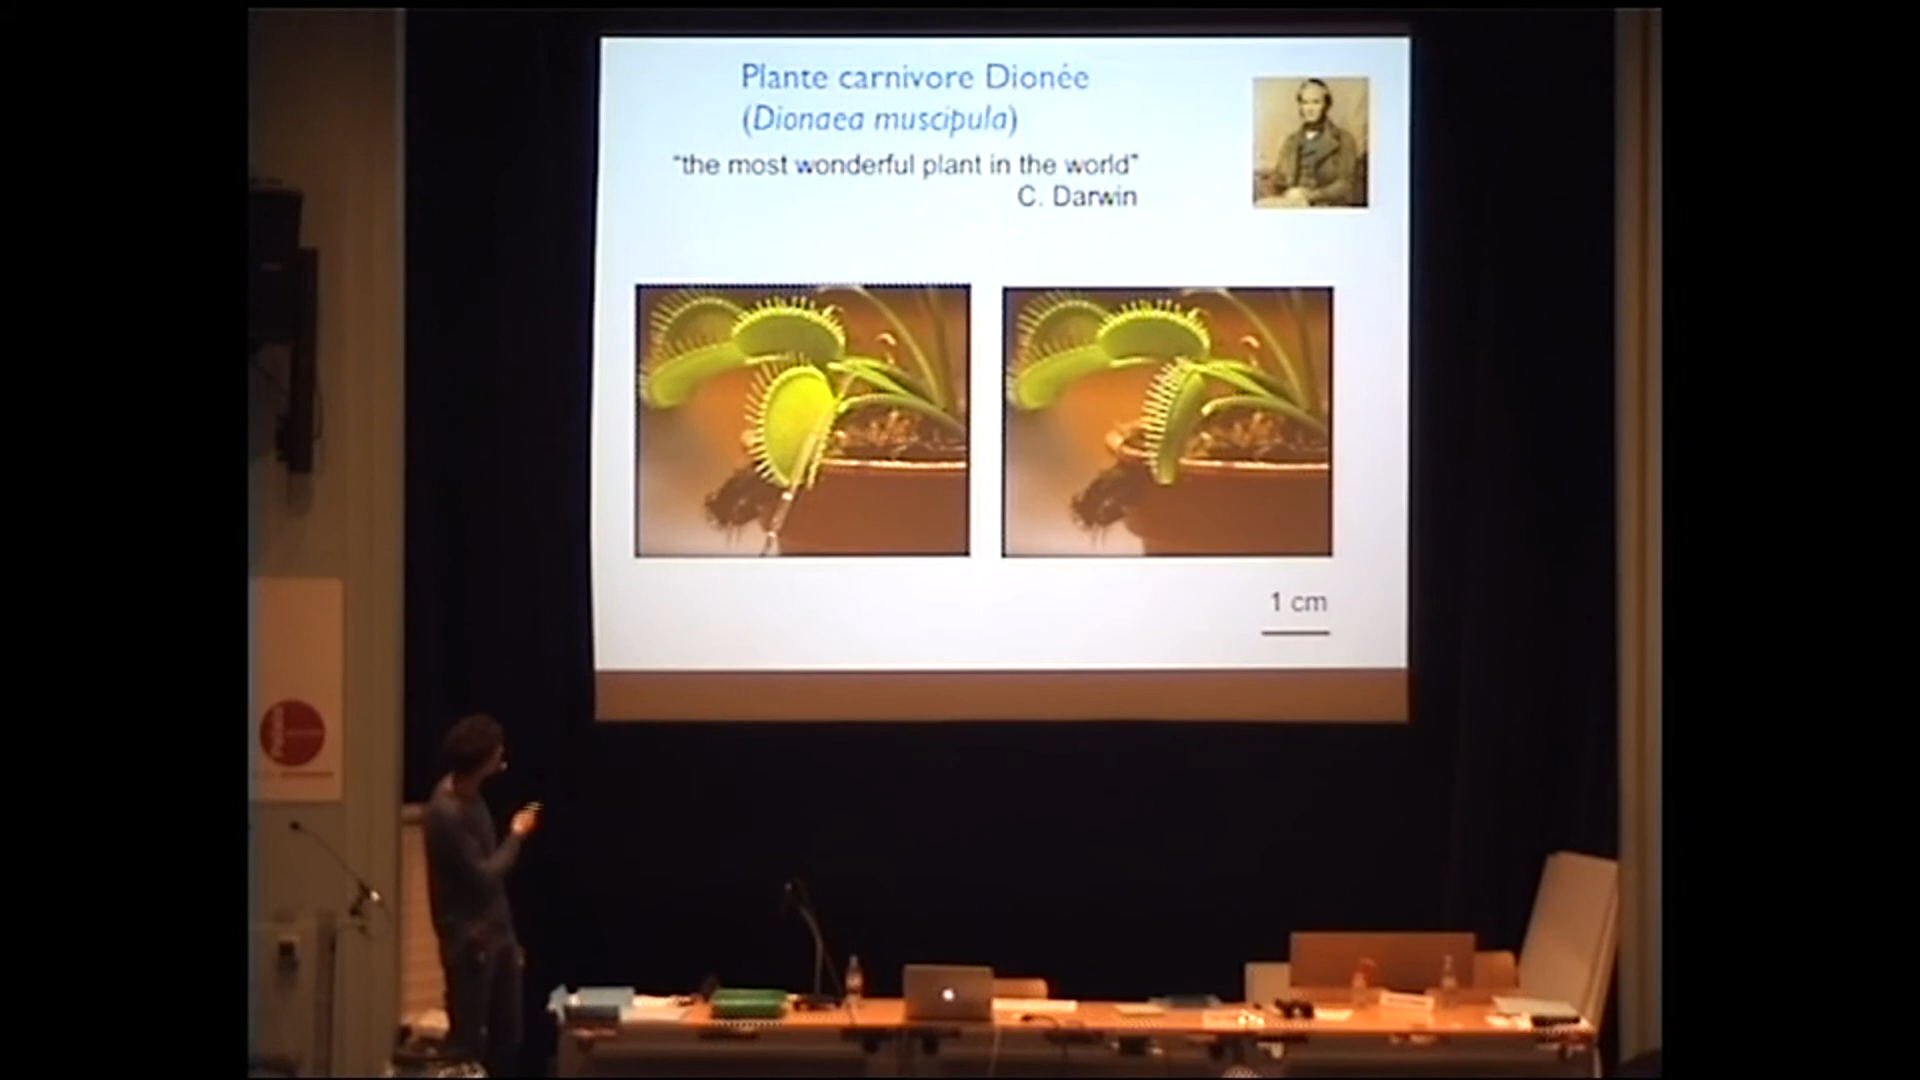 Plante carnivore Dionée
(Dionaea muscipula)
“the most wonderful plant in the world”
C. Darwin
1 cm